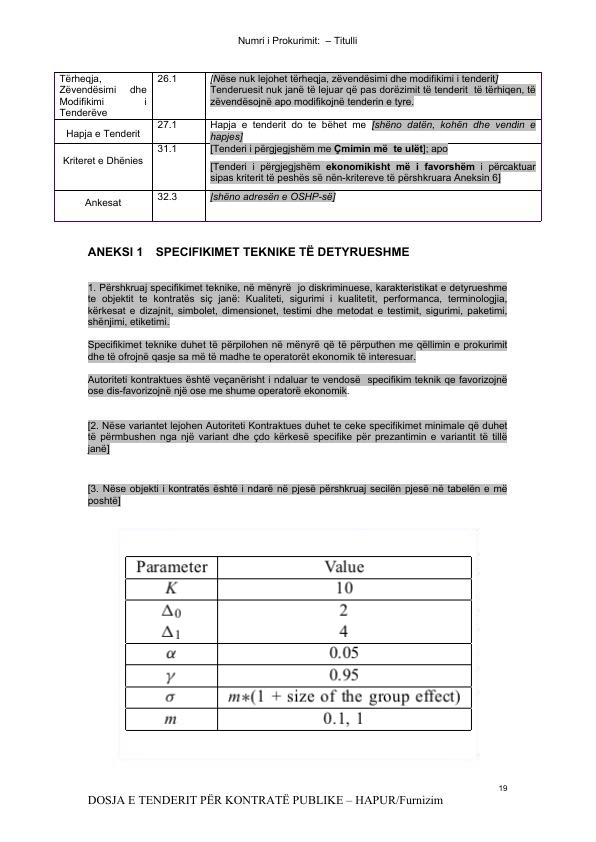 Numri i Prokurimit:  – Titulli
Tërheqja,
Zëvendësimi dhe
Modifikimi i
Tenderëve
26.1
[Nëse nuk lejohet tërheqja, zëvendësimi dhe modifikimi i tenderit]
Tenderuesit nuk janë të lejuar që pas dorëzimit të tenderit  të tërhiqen, të
zëvendësojnë apo modifikojnë tenderin e tyre.
Hapja e Tenderit
27.1
Hapja e tenderit do te bëhet me [shëno datën, kohën dhe vendin e
hapjes]
Kriteret e Dhënies
31.1
[Tenderi i përgjegjshëm me Çmimin më  te ulët]; apo
[Tenderi i përgjegjshëm ekonomikisht më i favorshëm i përcaktuar
sipas kriterit të peshës së nën-kritereve të përshkruara Aneksin 6]
Ankesat
32.3
[shëno adresën e OSHP-së]
ANEKSI 1    SPECIFIKIMET TEKNIKE TË DETYRUESHME
1. Përshkruaj specifikimet teknike, në mënyrë  jo diskriminuese, karakteristikat e detyrueshme
te objektit te kontratës siç janë: Kualiteti, sigurimi i kualitetit, performanca, terminologjia,
kërkesat e dizajnit, simbolet, dimensionet, testimi dhe metodat e testimit, sigurimi, paketimi,
shënjimi, etiketimi.
Specifikimet teknike duhet të përpilohen në mënyrë që të përputhen me qëllimin e prokurimit
dhe të ofrojnë qasje sa më të madhe te operatorët ekonomik të interesuar.
Autoriteti kontraktues është veçanërisht i ndaluar te vendosë  specifikim teknik qe favorizojnë
ose dis-favorizojnë një ose me shume operatorë ekonomik.
[2. Nëse variantet lejohen Autoriteti Kontraktues duhet te ceke specifikimet minimale që duhet
të përmbushen nga një variant dhe çdo kërkesë specifike për prezantimin e variantit të tillë
janë]
[3. Nëse objekti i kontratës është i ndarë në pjesë përshkruaj secilën pjesë në tabelën e më
poshtë]
Parameter Value
K 10
Δ0 2
Δ1 4
α 0.05
γ 0.95
σ m∗(1 + size of the group effect)
m 0.1, 1
19
DOSJA E TENDERIT PËR KONTRATË PUBLIKE – HAPUR/Furnizim